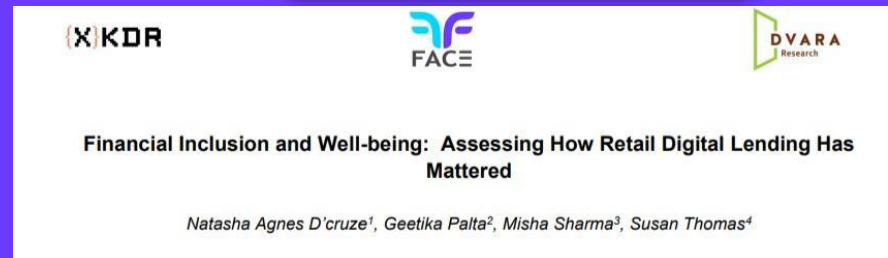 {X}KDR
FACE
DVARA
Research
Financial Inclusion and Well-being: Assessing How Retail Digital Lending Has
Mattered
Natasha Agnes D'cruze¹, Geetika Palta², Misha Sharma³, Susan Thomas⁴